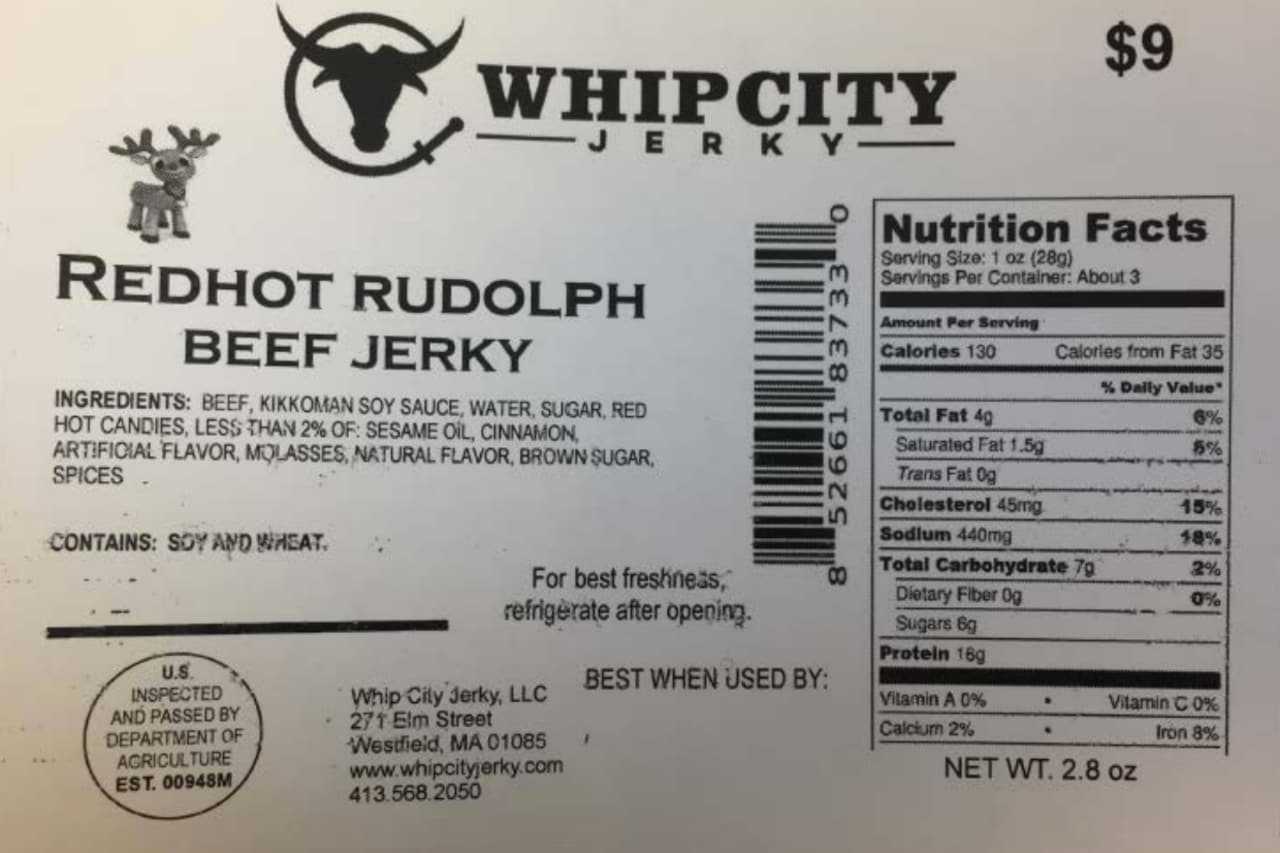 $9
WHIPCITY
JERKY
REDHOT RUDOLPH
BEEF JERKY
INGREDIENTS: BEEF, KIKKOMAN SOY SAUCE, WATER, SUGAR, RED
HOT CANDIES, LESS THAN 2% OF: SESAME OIL, CINNAMON,
ARTIFICIAL FLAVOR, MOLASSES, NATURAL FLAVOR, BROWN SUGAR,
SPICES
CONTAINS: SOY AND WHEAT.
For best freshness,
refrigerate after opening.
BEST WHEN USED BY:
U.S.
INSPECTED
AND PASSED BY
DEPARTMENT OF
AGRICULTURE
EST. 00948M
Whip City Jerky, LLC
271 Elm Street
Westfield, MA 01085
www.whipcityjerky.com
413.568.2050
8 52661 83733 0
Nutrition Facts
Serving Size: 1 oz (28g)
Servings Per Container: About 3
Amount Per Serving
Calories 130 Calories from Fat 35
% Daily Value*
Total Fat 4g 6%
Saturated Fat 1.5g 8%
Trans Fat 0g
Cholesterol 45mg 15%
Sodium 440mg 18%
Total Carbohydrate 7g 2%
Dietary Fiber 0g 0%
Sugars 6g
Protein 16g
Vitamin A 0% • Vitamin C 0%
Calcium 2% • Iron 8%
NET WT. 2.8 oz